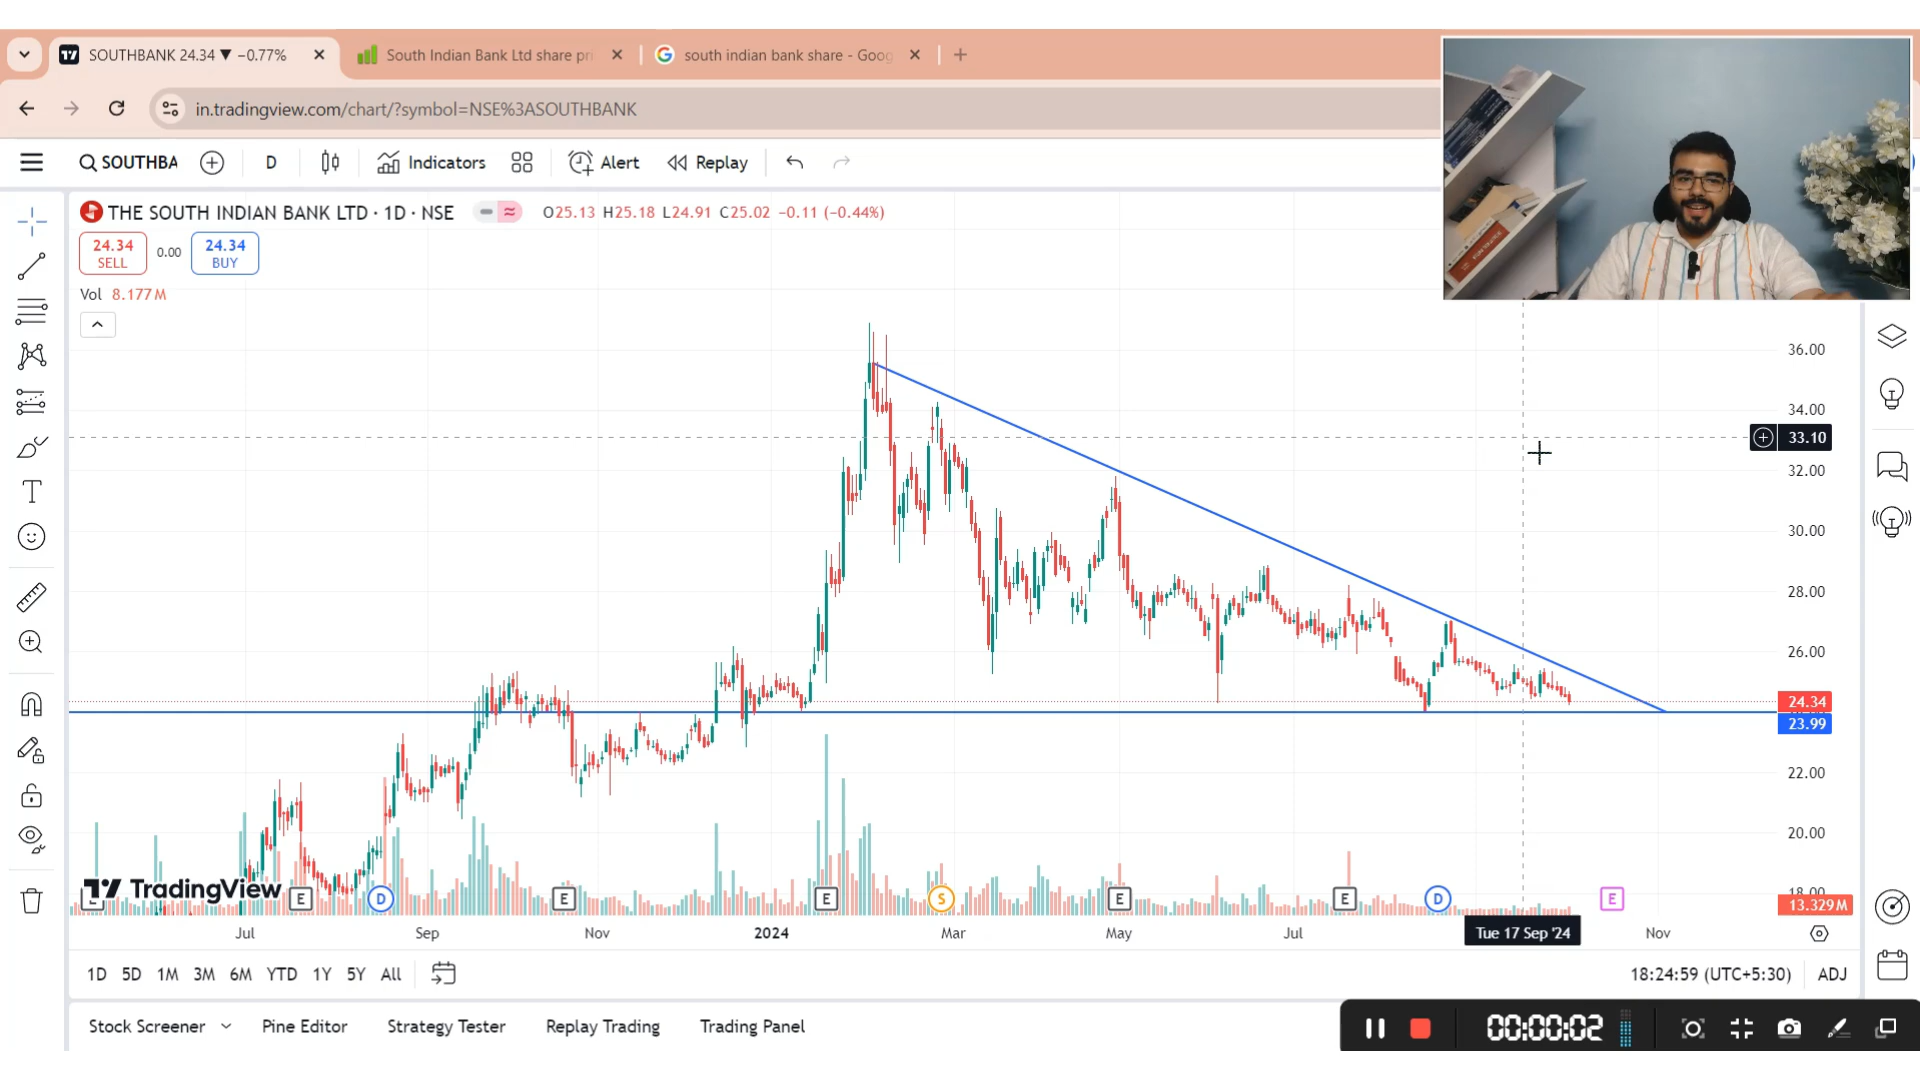 SOUTHBANK 24.34 ▼ −0.77%
South Indian Bank Ltd share pri
south indian bank share - Goog
in.tradingview.com/chart/?symbol=NSE%3ASOUTHBANK
SOUTHBA
D
Indicators
Alert
Replay
THE SOUTH INDIAN BANK LTD · 1D · NSE
O25.13 H25.18 L24.91 C25.02 −0.11 (−0.44%)
24.34
SELL
0.00
24.34
BUY
Vol 8.177M
36.00
34.00
33.10
32.00
30.00
28.00
26.00
24.34
23.99
22.00
20.00
18.00
13.329M
TradingView
E
D
E
E
S
E
E
D
E
Jul
Sep
Nov
2024
Mar
May
Jul
Tue 17 Sep '24
Nov
1D 5D 1M 3M 6M YTD 1Y 5Y All
18:24:59 (UTC+5:30)
ADJ
Stock Screener
Pine Editor
Strategy Tester
Replay Trading
Trading Panel
00:00:02